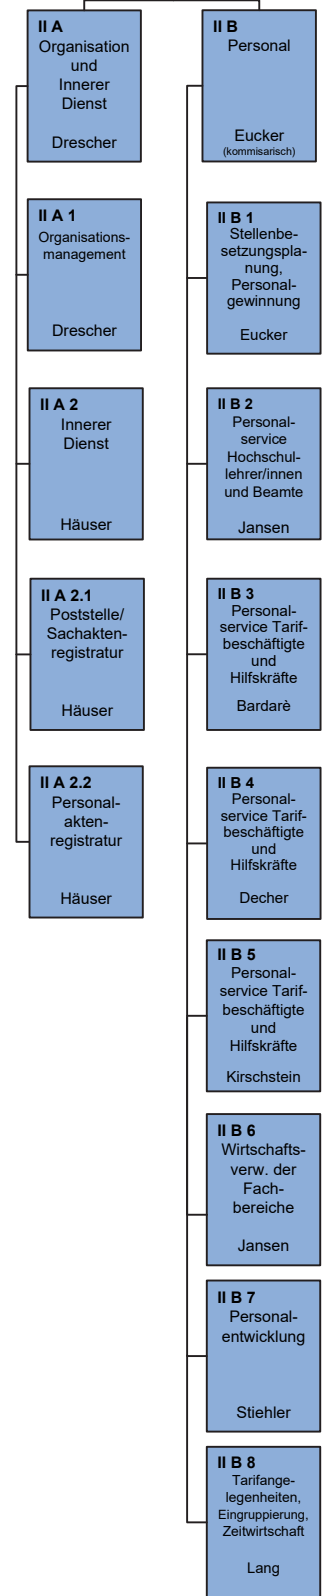 II A
Organisation
und
Innerer
Dienst
Drescher
II A 1
Organisations-
management
Drescher
II A 2
Innerer
Dienst
Häuser
II A 2.1
Poststelle/
Sachakten-
registratur
Häuser
II A 2.2
Personal-
akten-
registratur
Häuser
II B
Personal
Eucker
(kommisarisch)
II B 1
Stellenbe-
setzungspla-
nung,
Personal-
gewinnung
Eucker
II B 2
Personal-
service
Hochschul-
lehrer/innen
und Beamte
Jansen
II B 3
Personal-
service Tarif-
beschäftigte
und
Hilfskräfte
Bardarè
II B 4
Personal-
service Tarif-
beschäftigte
und
Hilfskräfte
Decher
II B 5
Personal-
service Tarif-
beschäftigte
und
Hilfskräfte
Kirschstein
II B 6
Wirtschafts-
verw. der
Fach-
bereiche
Jansen
II B 7
Personal-
entwicklung
Stiehler
II B 8
Tarifange-
legenheiten,
Eingruppierung,
Zeitwirtschaft
Lang